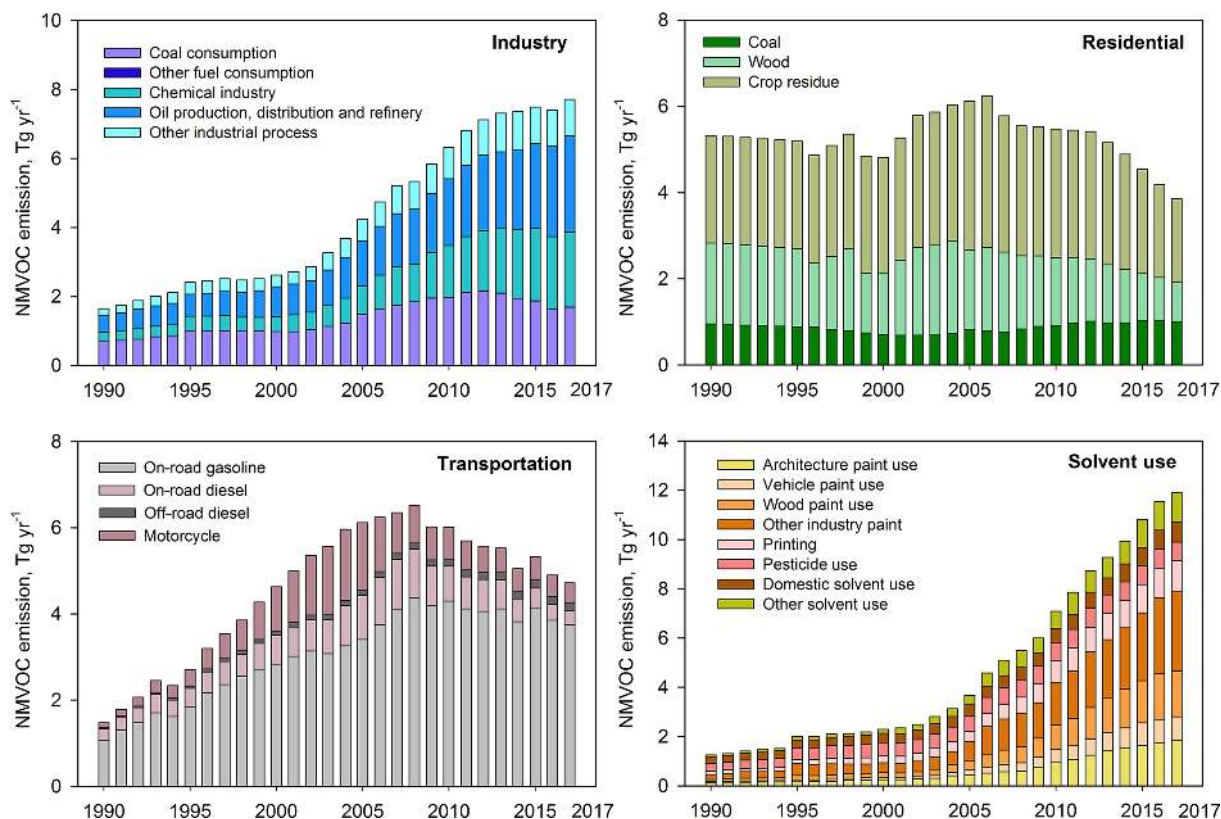 Industry
Coal consumption
Other fuel consumption
Chemical industry
Oil production, distribution and refinery
Other industrial process
NMVOC emission, Tg yr⁻¹
10
8
6
4
2
0
1990
1995
2000
2005
2010
2015
2017
Residential
Coal
Wood
Crop residue
NMVOC emission, Tg yr⁻¹
8
6
4
2
0
1990
1995
2000
2005
2010
2015
2017
Transportation
On-road gasoline
On-road diesel
Off-road diesel
Motorcycle
NMVOC emission, Tg yr⁻¹
8
6
4
2
0
1990
1995
2000
2005
2010
2015
2017
Solvent use
Architecture paint use
Vehicle paint use
Wood paint use
Other industry paint
Printing
Pesticide use
Domestic solvent use
Other solvent use
NMVOC emission, Tg yr⁻¹
14
12
10
8
6
4
2
0
1990
1995
2000
2005
2010
2015
2017